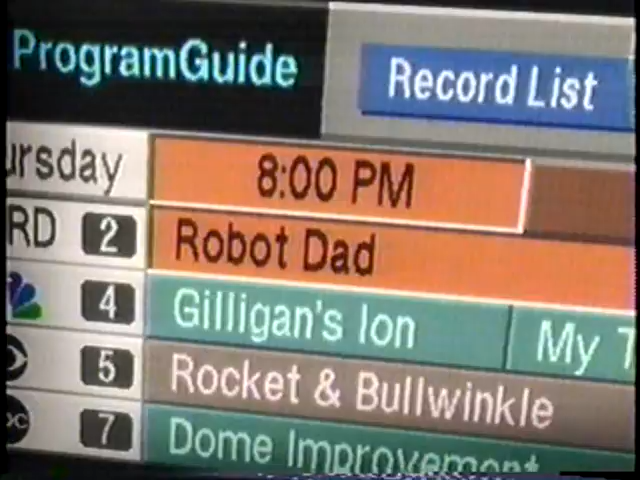 ProgramGuide
Record List
ursday 8:00 PM
RD 2 Robot Dad
4 Gilligan's Ion My T
5 Rocket & Bullwinkle
7 Dome Improvement